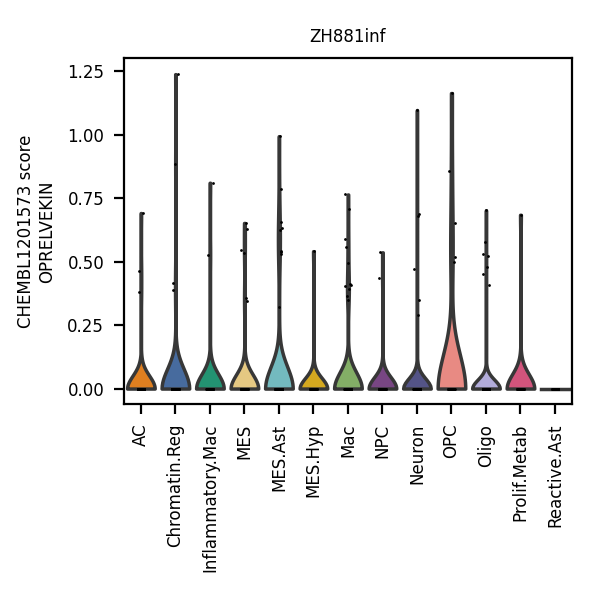 ZH881inf
CHEMBL1201573 score
OPRELVEKIN
1.25
1.00
0.75
0.50
0.25
0.00
AC
Chromatin.Reg
Inflammatory.Mac
MES
MES.Ast
MES.Hyp
Mac
NPC
Neuron
OPC
Oligo
Prolif.Metab
Reactive.Ast